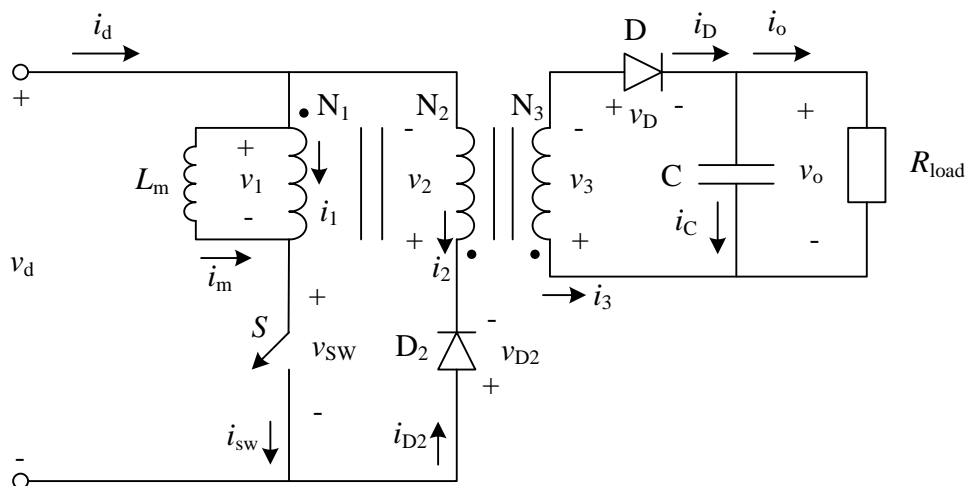 i_d
D
i_D
i_o
+
N_1
N_2
N_3
+ v_D -
+
-
-
+
L_m
v_1
v_2
v_3
C
v_o
R_load
i_1
-
+
+
i_C
-
v_d
i_m
i_2
i_3
+
-
S
v_SW
D_2
v_D2
+
-
i_sw
i_D2
-